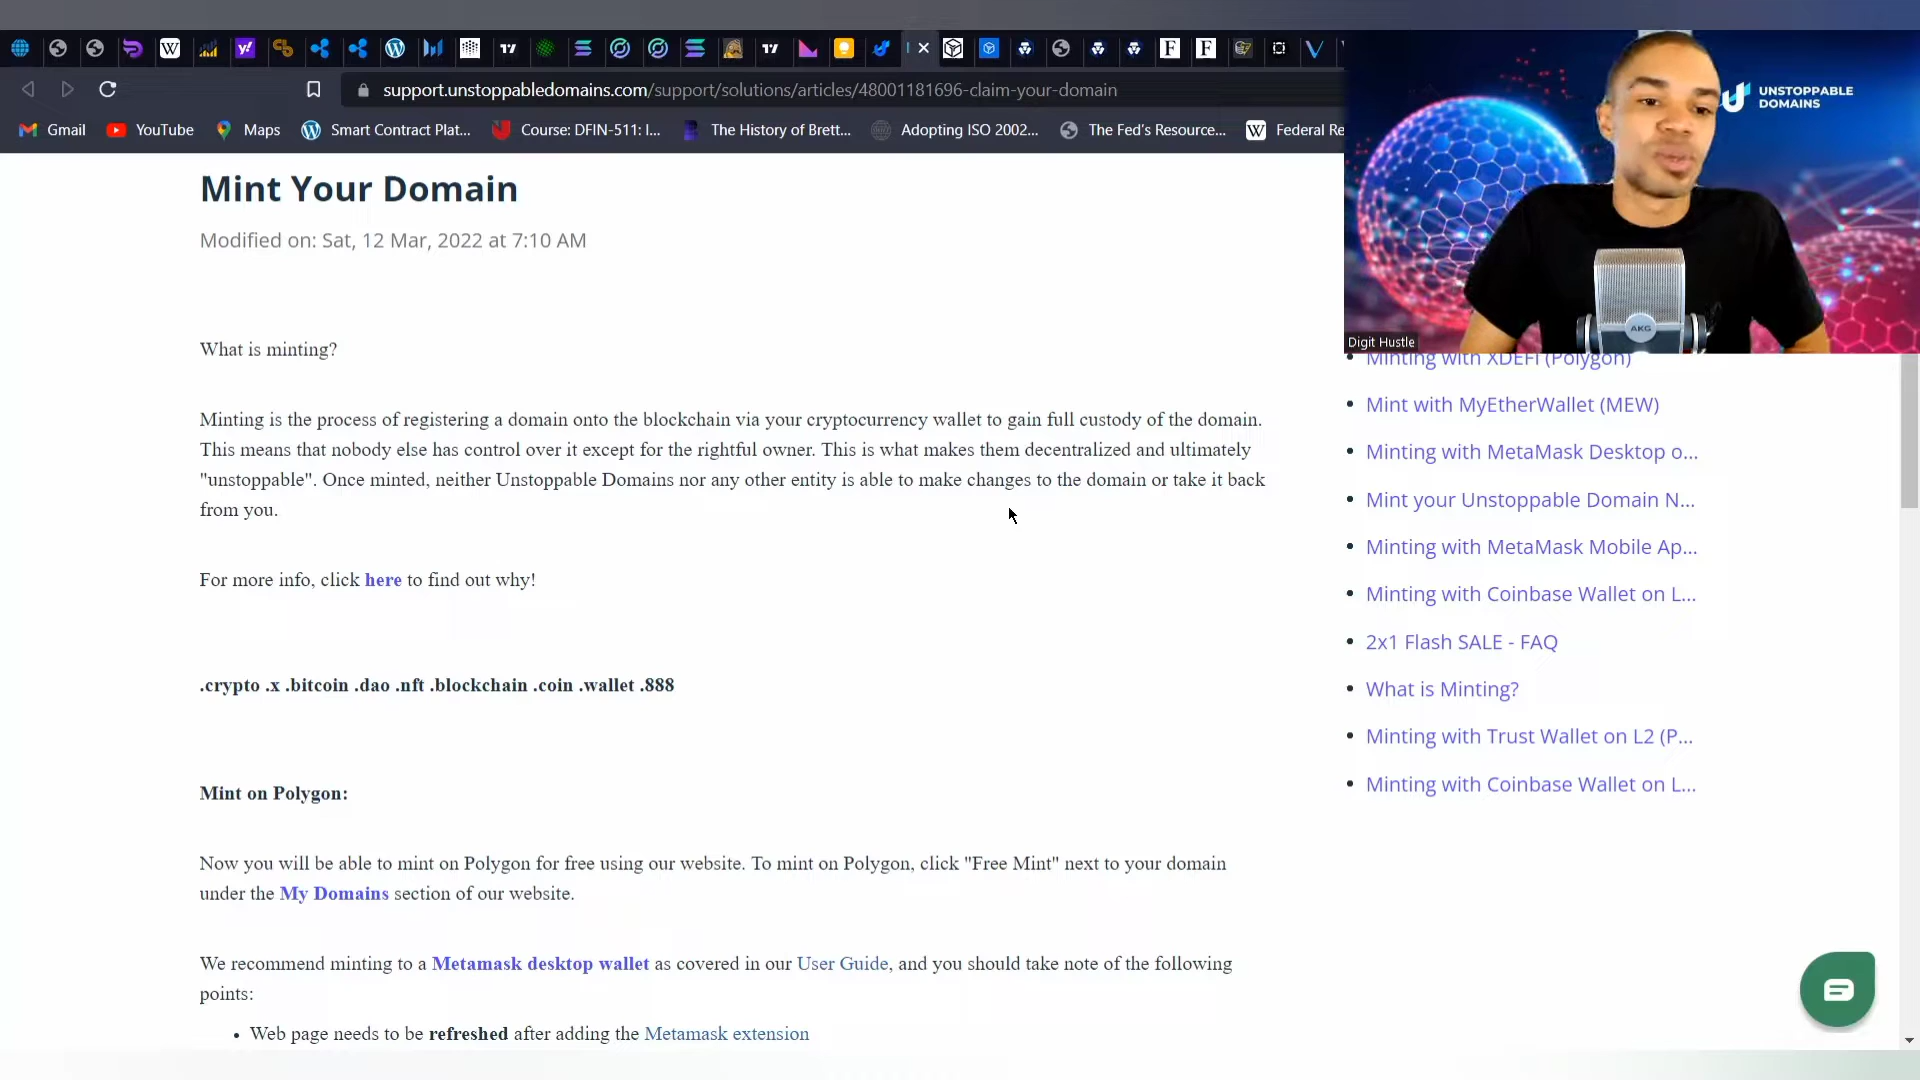 support.unstoppabledomains.com/support/solutions/articles/48001181696-claim-your-domain
Gmail YouTube Maps Smart Contract Plat... Course: DFIN-511: I... The History of Brett... Adopting ISO 2002... The Fed's Resource... Federal Re
UNSTOPPABLE
DOMAINS
AKG
Digit Hustle
Mint Your Domain
Modified on: Sat, 12 Mar, 2022 at 7:10 AM
What is minting?
Minting is the process of registering a domain onto the blockchain via your cryptocurrency wallet to gain full custody of the domain.
This means that nobody else has control over it except for the rightful owner. This is what makes them decentralized and ultimately
"unstoppable". Once minted, neither Unstoppable Domains nor any other entity is able to make changes to the domain or take it back
from you.
For more info, click here to find out why!
.crypto .x .bitcoin .dao .nft .blockchain .coin .wallet .888
Mint on Polygon:
Now you will be able to mint on Polygon for free using our website. To mint on Polygon, click "Free Mint" next to your domain
under the My Domains section of our website.
We recommend minting to a Metamask desktop wallet as covered in our User Guide, and you should take note of the following
points:
• Web page needs to be refreshed after adding the Metamask extension
• Minting with XDEFI (Polygon)
• Mint with MyEtherWallet (MEW)
• Minting with MetaMask Desktop o...
• Mint your Unstoppable Domain N...
• Minting with MetaMask Mobile Ap...
• Minting with Coinbase Wallet on L...
• 2x1 Flash SALE - FAQ
• What is Minting?
• Minting with Trust Wallet on L2 (P...
• Minting with Coinbase Wallet on L...